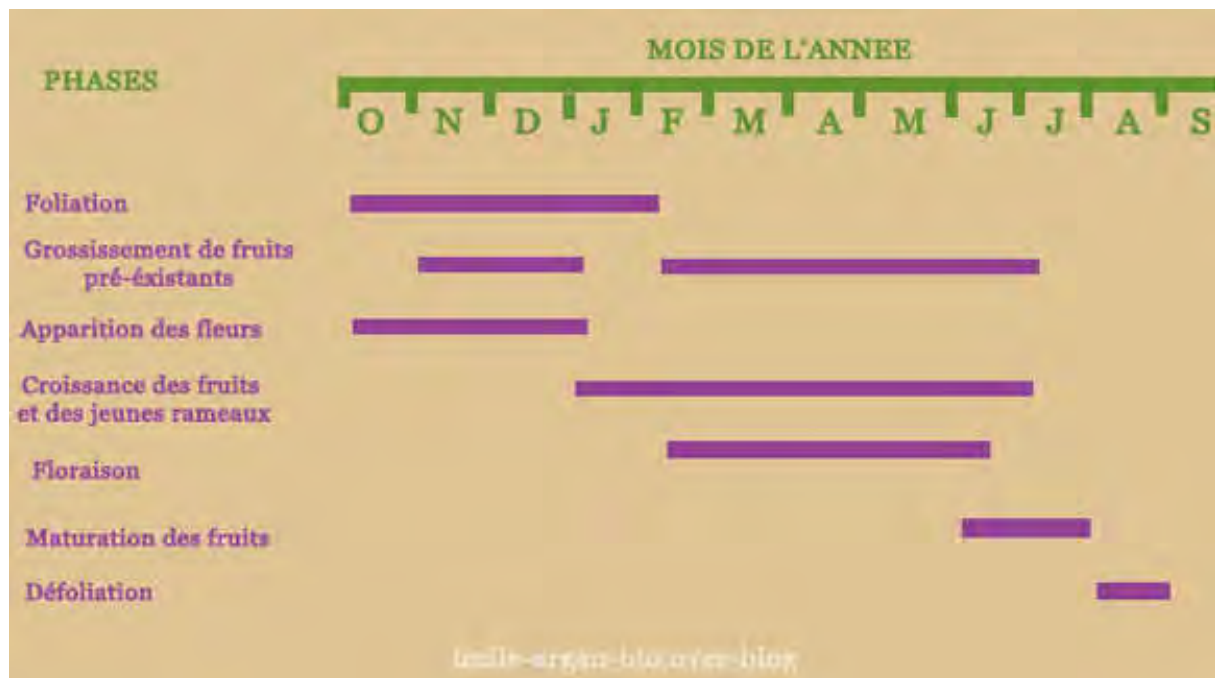 MOIS DE L'ANNEE
PHASES
O N D J F M A M J J A S
Foliation
Grossissement de fruits
pré-éxistants
Apparition des fleurs
Croissance des fruits
et des jeunes rameaux
Floraison
Maturation des fruits
Défoliation